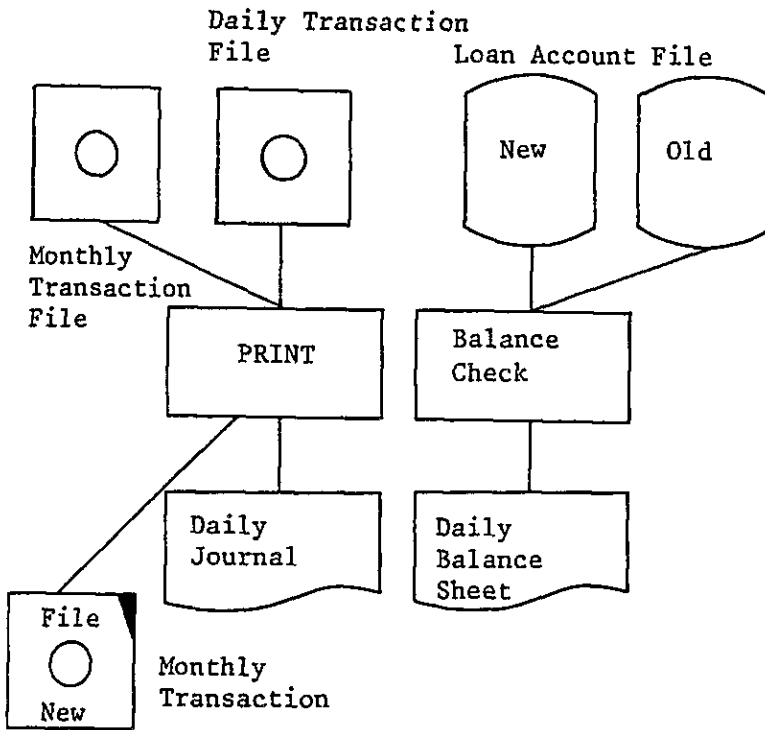 Daily Transaction
File
Loan Account File
New
Old
Monthly
Transaction
File
PRINT
Balance
Check
Daily
Journal
Daily
Balance
Sheet
File
New
Monthly
Transaction